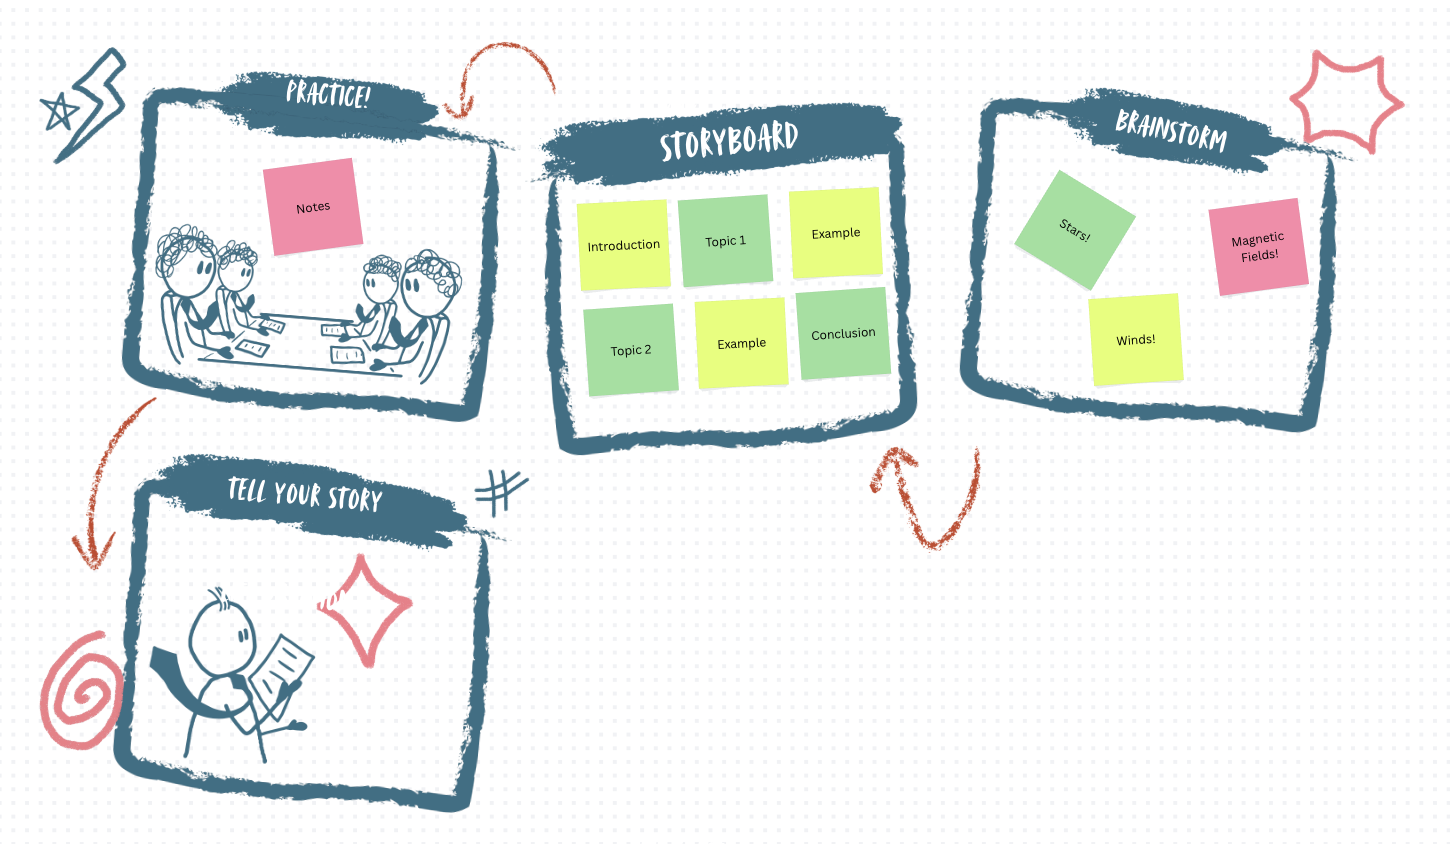 PRACTICE!
Notes
STORYBOARD
Introduction
Topic 1
Example
Topic 2
Example
Conclusion
BRAINSTORM
Stars!
Magnetic
Fields!
Winds!
TELL YOUR STORY